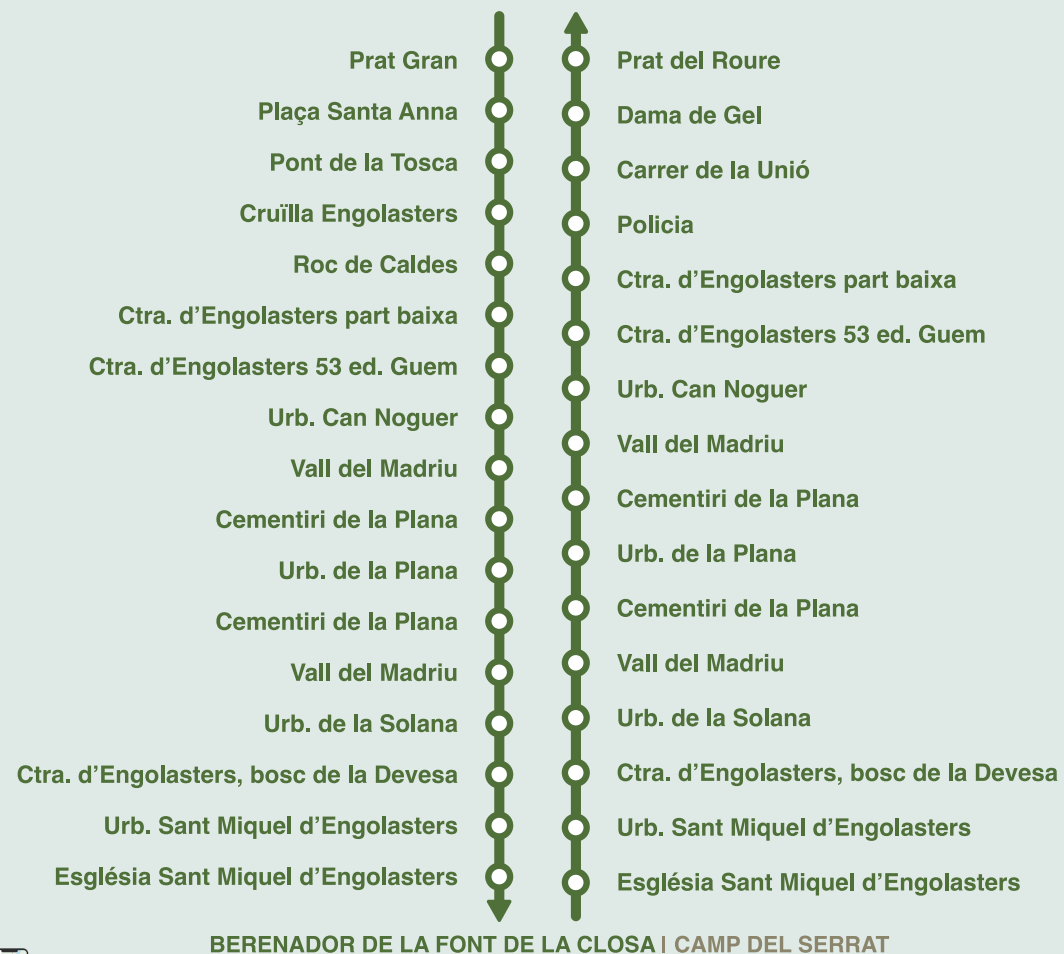 Prat Gran
Plaça Santa Anna
Pont de la Tosca
Cruïlla Engolasters
Roc de Caldes
Ctra. d’Engolasters part baixa
Ctra. d’Engolasters 53 ed. Guem
Urb. Can Noguer
Vall del Madriu
Cementiri de la Plana
Urb. de la Plana
Cementiri de la Plana
Vall del Madriu
Urb. de la Solana
Ctra. d’Engolasters, bosc de la Devesa
Urb. Sant Miquel d’Engolasters
Església Sant Miquel d’Engolasters
Prat del Roure
Dama de Gel
Carrer de la Unió
Policia
Ctra. d’Engolasters part baixa
Ctra. d’Engolasters 53 ed. Guem
Urb. Can Noguer
Vall del Madriu
Cementiri de la Plana
Urb. de la Plana
Cementiri de la Plana
Vall del Madriu
Urb. de la Solana
Ctra. d’Engolasters, bosc de la Devesa
Urb. Sant Miquel d’Engolasters
Església Sant Miquel d’Engolasters
BERENADOR DE LA FONT DE LA CLOSA | CAMP DEL SERRAT